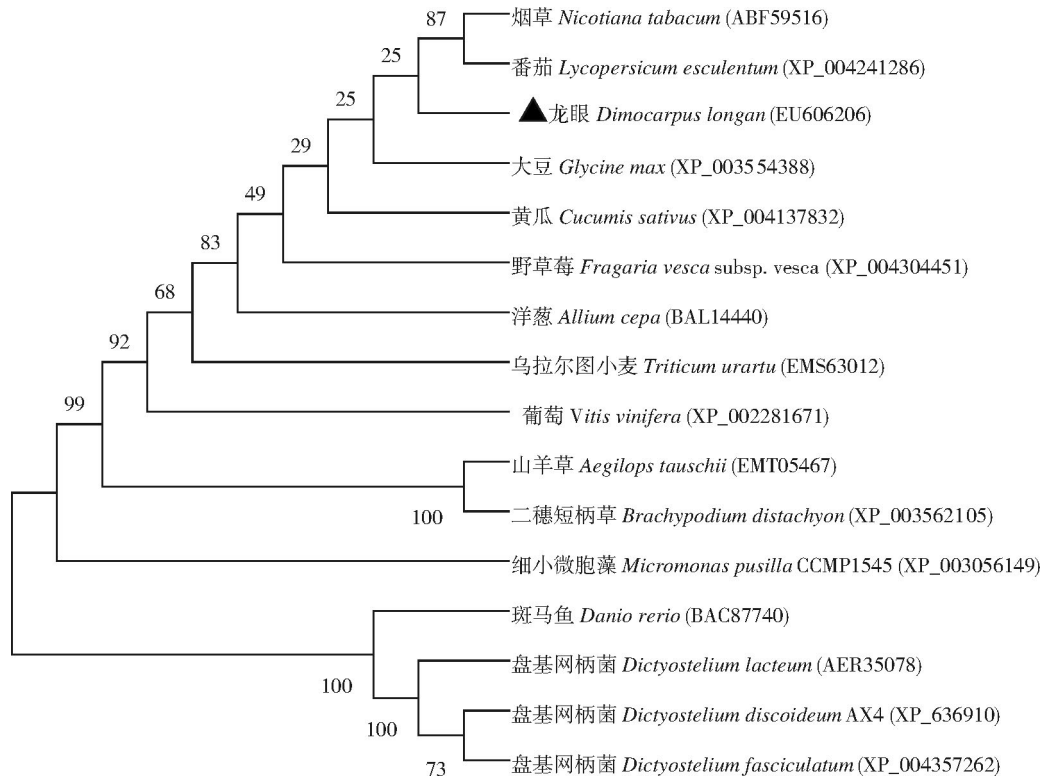 87
烟草 Nicotiana tabacum (ABF59516)
25
番茄 Lycopersicum esculentum (XP_004241286)
25
▲龙眼 Dimocarpus longan (EU606206)
29
大豆 Glycine max (XP_003554388)
49
黄瓜 Cucumis sativus (XP_004137832)
83
野草莓 Fragaria vesca subsp. vesca (XP_004304451)
68
洋葱 Allium cepa (BAL14440)
92
乌拉尔图小麦 Triticum urartu (EMS63012)
99
葡萄 Vitis vinifera (XP_002281671)
山羊草 Aegilops tauschii (EMT05467)
100
二穗短柄草 Brachypodium distachyon (XP_003562105)
细小微胞藻 Micromonas pusilla CCMP1545 (XP_003056149)
斑马鱼 Danio rerio (BAC87740)
100
盘基网柄菌 Dictyostelium lacteum (AER35078)
100
盘基网柄菌 Dictyostelium discoideum AX4 (XP_636910)
73
盘基网柄菌 Dictyostelium fasciculatum (XP_004357262)